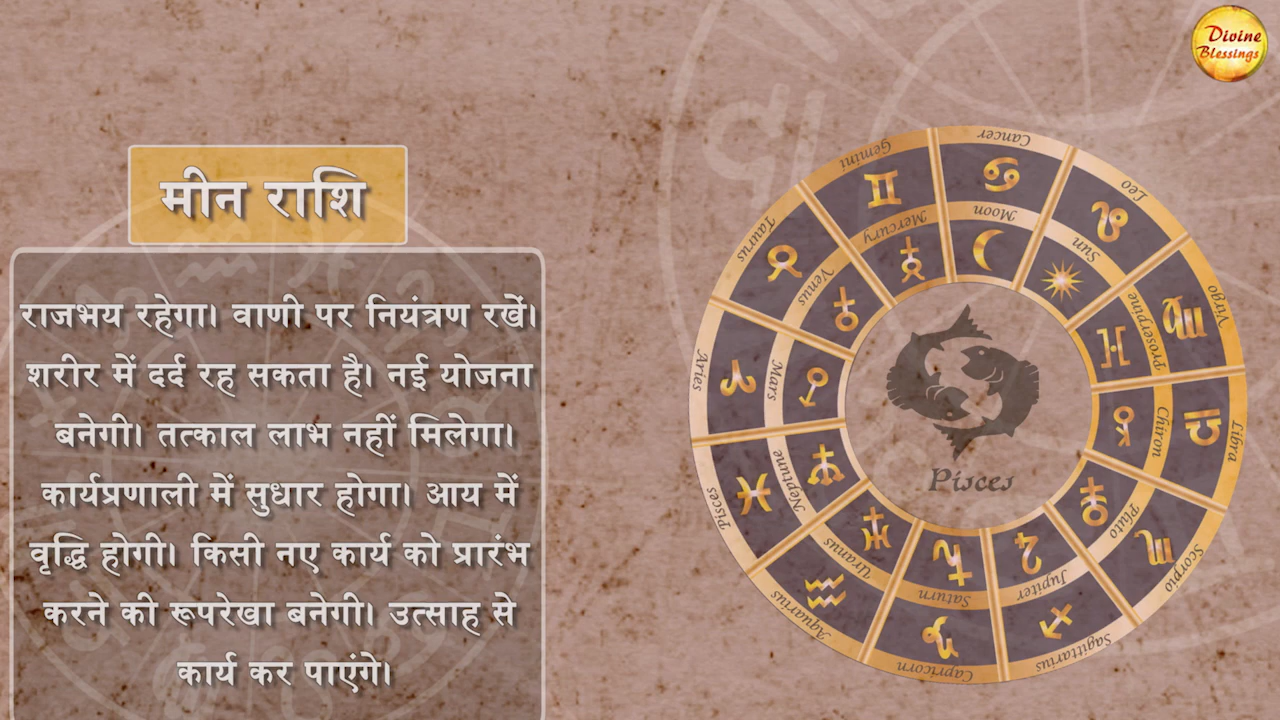 Divine
Blessings
मीन राशि
राजभय रहेगा। वाणी पर नियंत्रण रखें।
शरीर में दर्द रह सकता है। नई योजना
बनेगी। तत्काल लाभ नहीं मिलेगा।
कार्यप्रणाली में सुधार होगा। आय में
वृद्धि होगी। किसी नए कार्य को प्रारंभ
करने की रूपरेखा बनेगी। उत्साह से
कार्य कर पाएंगे।
Cancer
Leo
Virgo
Libra
Scorpio
Sagittarius
Capricorn
Aquarius
Pisces
Aries
Taurus
Gemini
Moon
Sun
Proserpine
Chiron
Pluto
Jupiter
Saturn
Uranus
Neptune
Mars
Venus
Mercury
Pisces